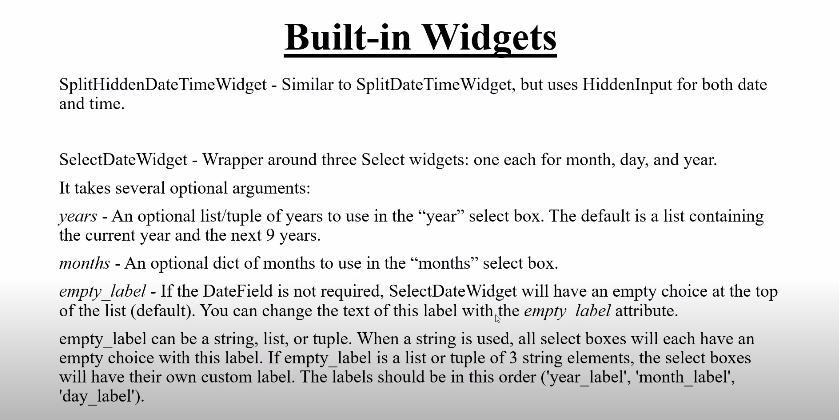 Built-in Widgets
SplitHiddenDateTimeWidget - Similar to SplitDateTimeWidget, but uses HiddenInput for both date
and time.
SelectDateWidget - Wrapper around three Select widgets: one each for month, day, and year.
It takes several optional arguments:
years - An optional list/tuple of years to use in the “year” select box. The default is a list containing
the current year and the next 9 years.
months - An optional dict of months to use in the “months” select box.
empty_label - If the DateField is not required, SelectDateWidget will have an empty choice at the top
of the list (default). You can change the text of this label with the empty_label attribute.
empty_label can be a string, list, or tuple. When a string is used, all select boxes will each have an
empty choice with this label. If empty_label is a list or tuple of 3 string elements, the select boxes
will have their own custom label. The labels should be in this order ('year_label', 'month_label',
'day_label').